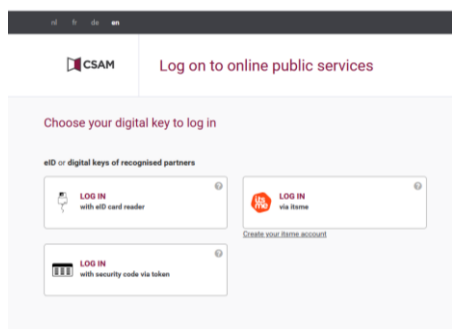 nl fr de en
CSAM
Log on to online public services
Choose your digital key to log in
eID or digital keys of recognised partners
LOG IN
with eID card reader
its me
LOG IN
via itsme
Create your itsme account
LOG IN
with security code via token